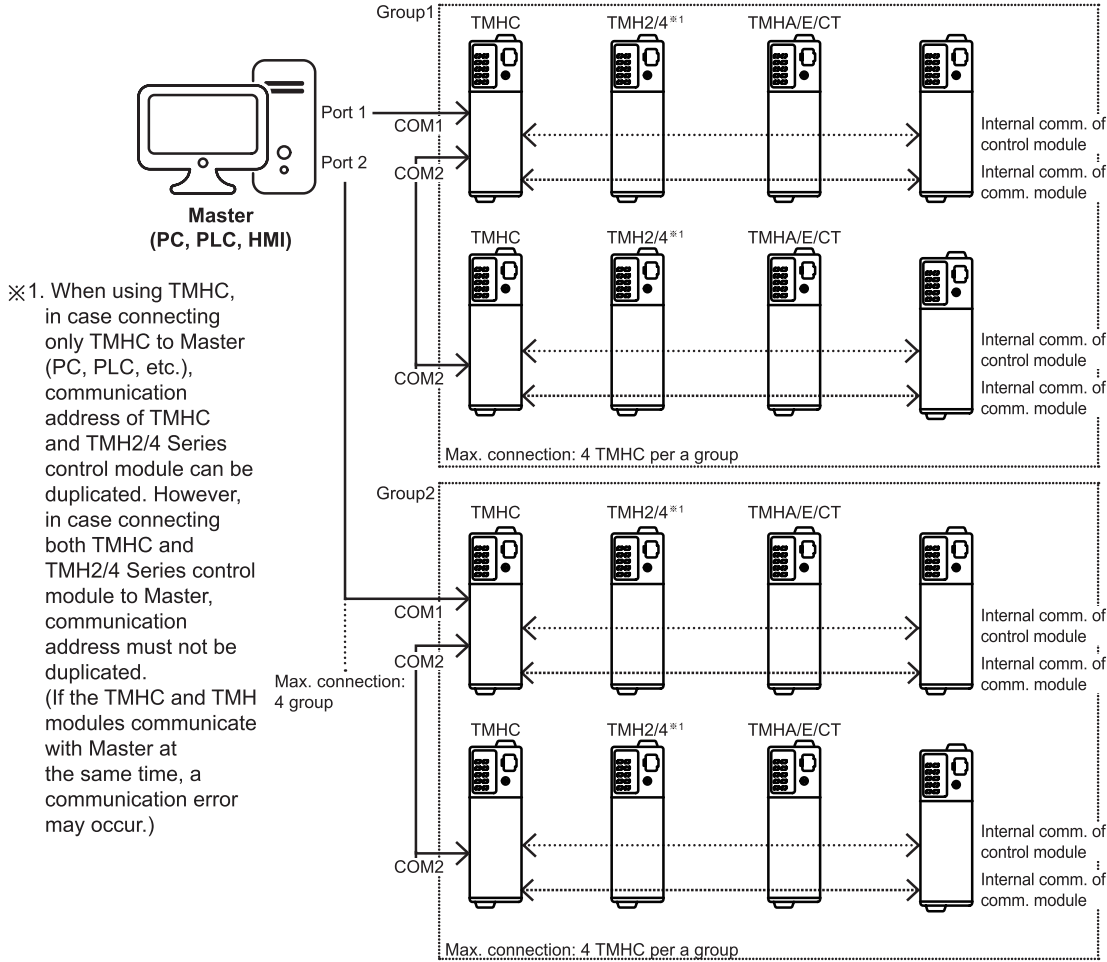 Group1
TMHC
TMH2/4※1
TMHA/E/CT
Port 1
COM1
Port 2
COM2
Internal comm. of
control module
Internal comm. of
comm. module
Master
(PC, PLC, HMI)
TMHC
TMH2/4※1
TMHA/E/CT
COM2
Internal comm. of
control module
Internal comm. of
comm. module
Max. connection: 4 TMHC per a group
※1. When using TMHC,
in case connecting
only TMHC to Master
(PC, PLC, etc.),
communication
address of TMHC
and TMH2/4 Series
control module can be
duplicated. However,
in case connecting
both TMHC and
TMH2/4 Series control
module to Master,
communication
address must not be
duplicated.
(If the TMHC and TMH
modules communicate
with Master at
the same time, a
communication error
may occur.)
Group2
TMHC
TMH2/4※1
TMHA/E/CT
COM1
COM2
Internal comm. of
control module
Internal comm. of
comm. module
Max. connection:
4 group
TMHC
TMH2/4※1
TMHA/E/CT
COM2
Internal comm. of
control module
Internal comm. of
comm. module
Max. connection: 4 TMHC per a group